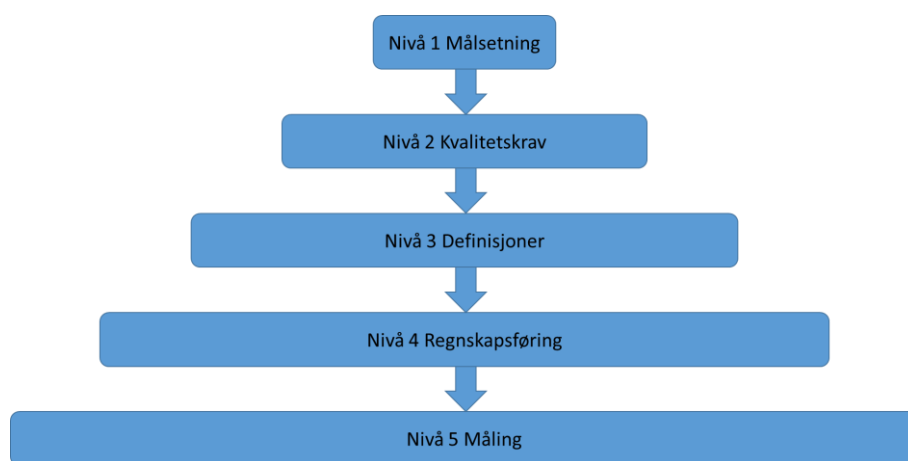 Nivå 1 Målsetning
Nivå 2 Kvalitetskrav
Nivå 3 Definisjoner
Nivå 4 Regnskapsføring
Nivå 5 Måling